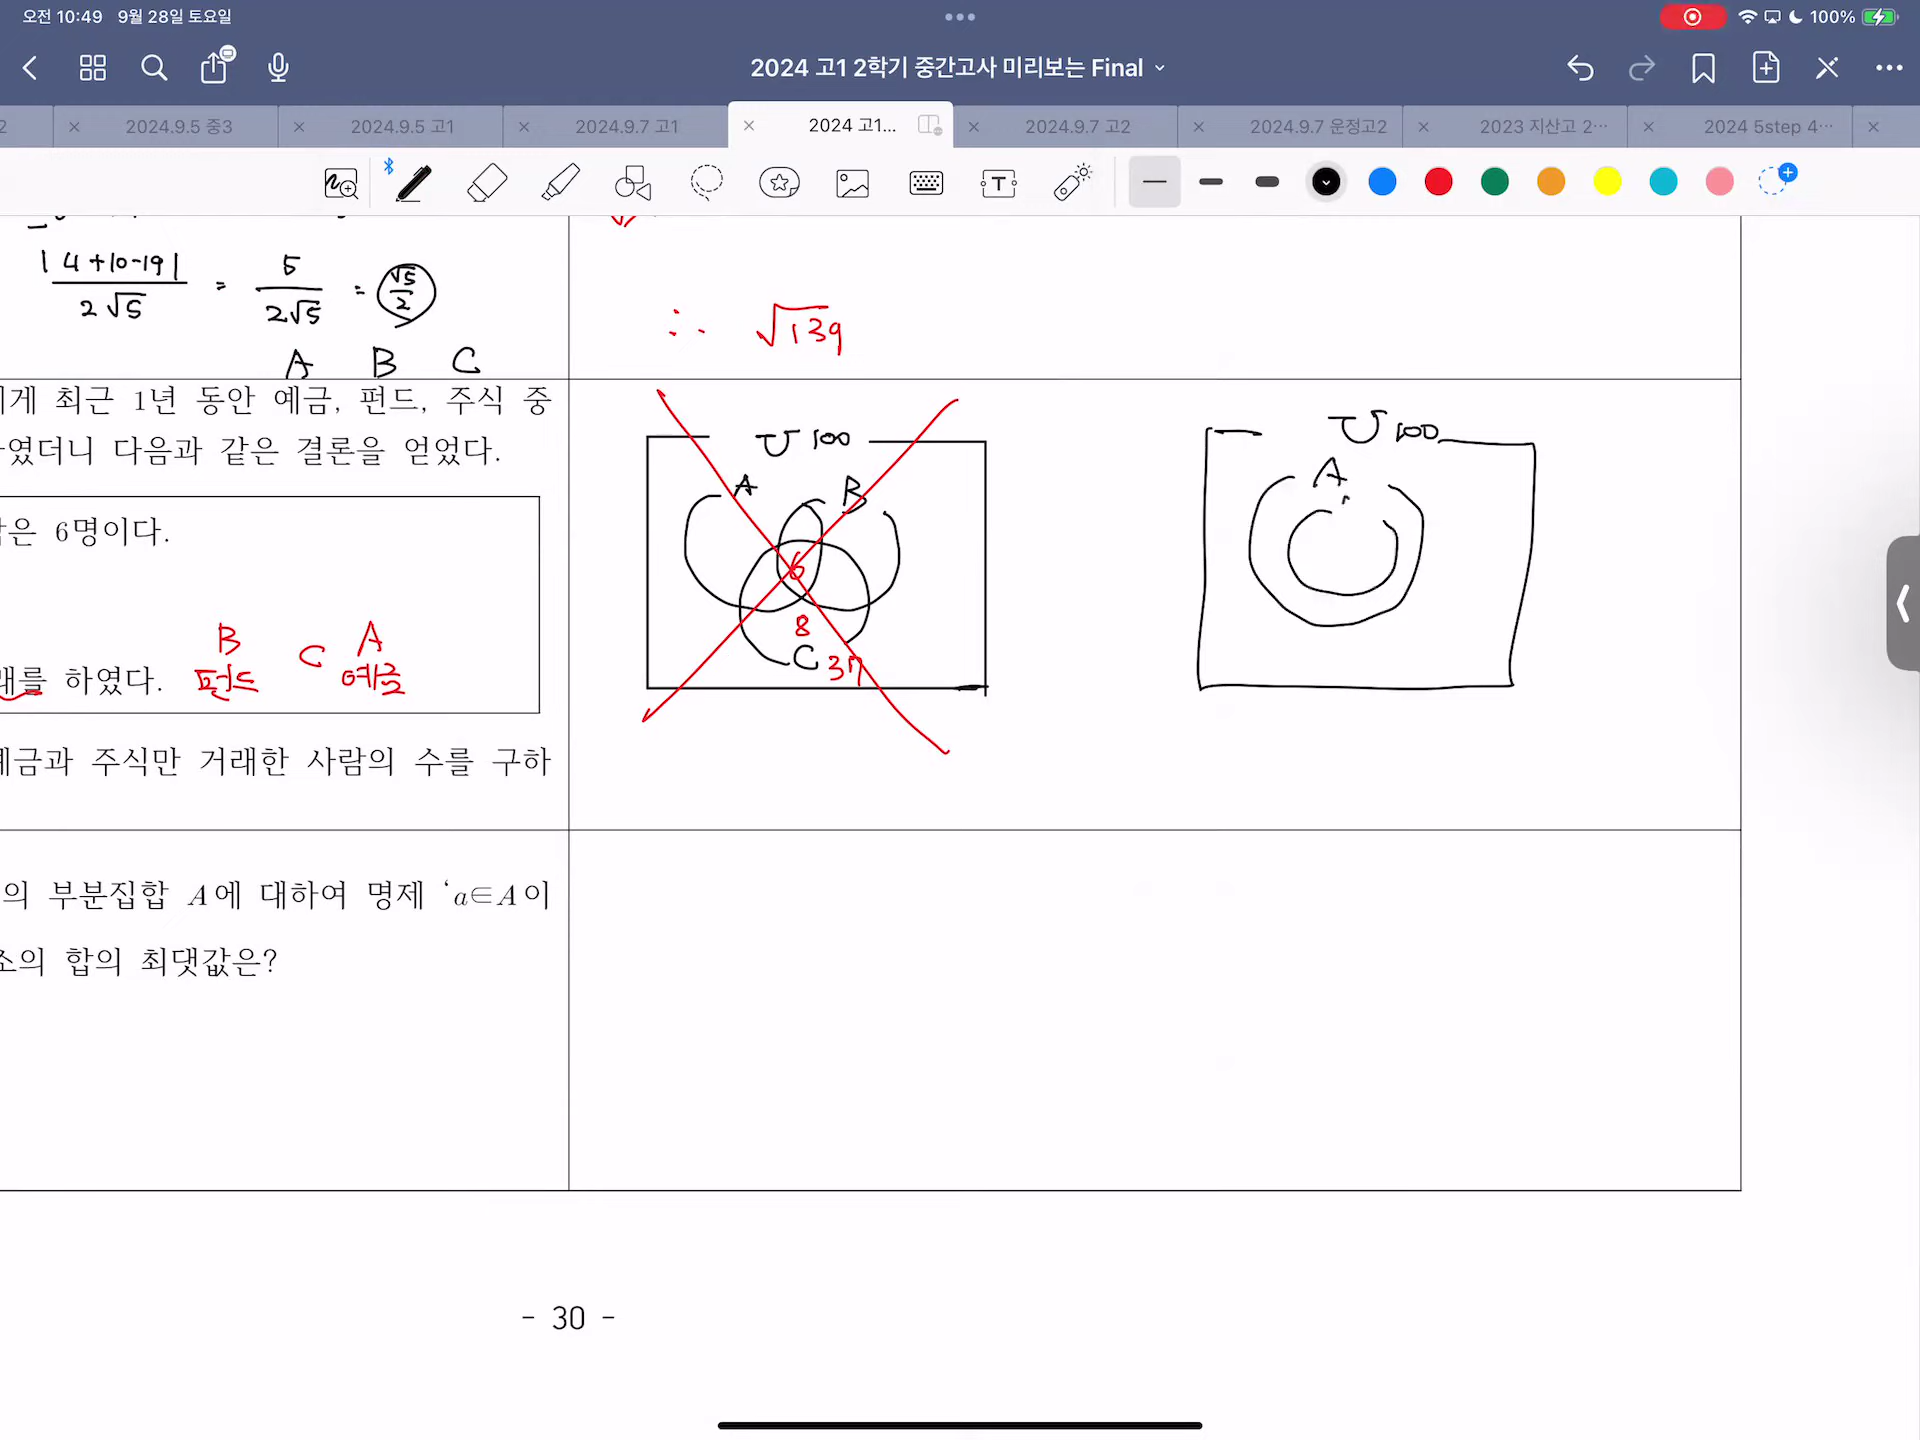 오전 10:49 9월 28일 토요일
100%
2024 고1 2학기 중간고사 미리보는 Final
2 2024.9.5 중3 2024.9.5 고1 2024.9.7 고1 2024 고1... 2024.9.7 고2 2024.9.7 운정고2 2023 지산고 2… 2024 5step 4…
|4+10-19| / 2√5 = 5 / 2√5 = √5/2
∴ √139
A B C
게 최근 1년 동안 예금, 펀드, 주식 중
였더니 다음과 같은 결론을 얻었다.
은 6명이다.
B ⊂ A
를 하였다. 펀드 예금
금과 주식만 거래한 사람의 수를 구하
U 100
A B
6
8
C 37
U 100
A
의 부분집합 A에 대하여 명제 ‘a∈A이
소의 합의 최댓값은?
- 30 -